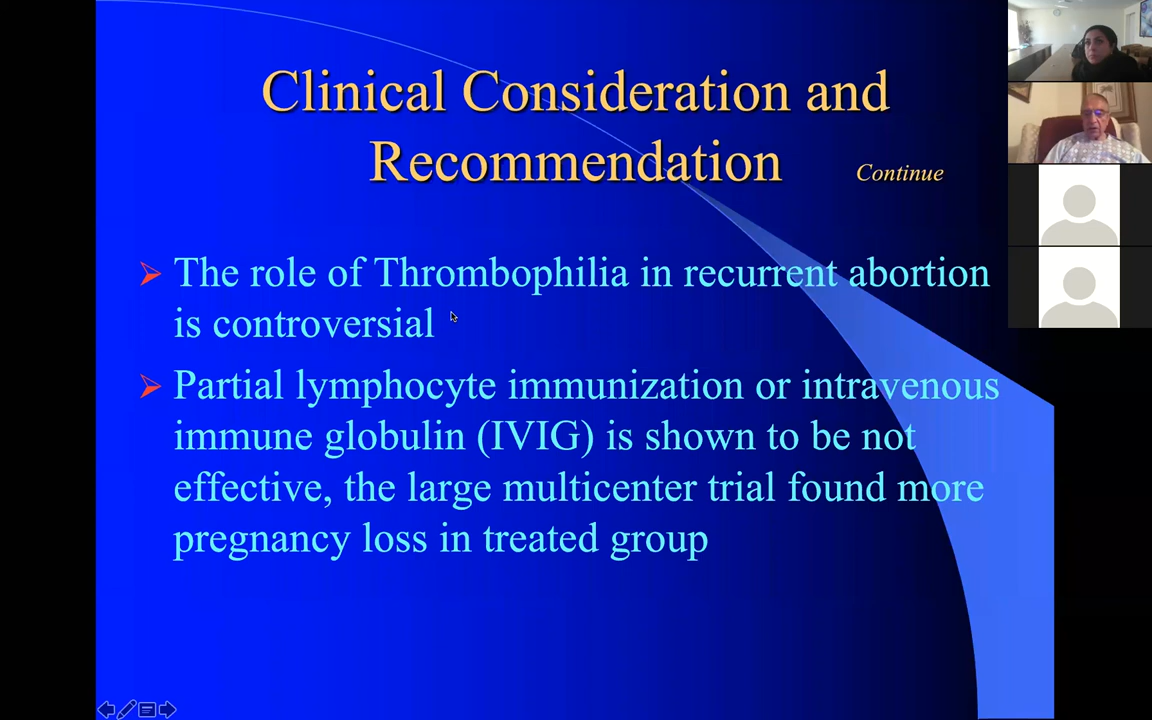 Clinical Consideration and
Recommendation Continue
The role of Thrombophilia in recurrent abortion
is controversial
Partial lymphocyte immunization or intravenous
immune globulin (IVIG) is shown to be not
effective, the large multicenter trial found more
pregnancy loss in treated group